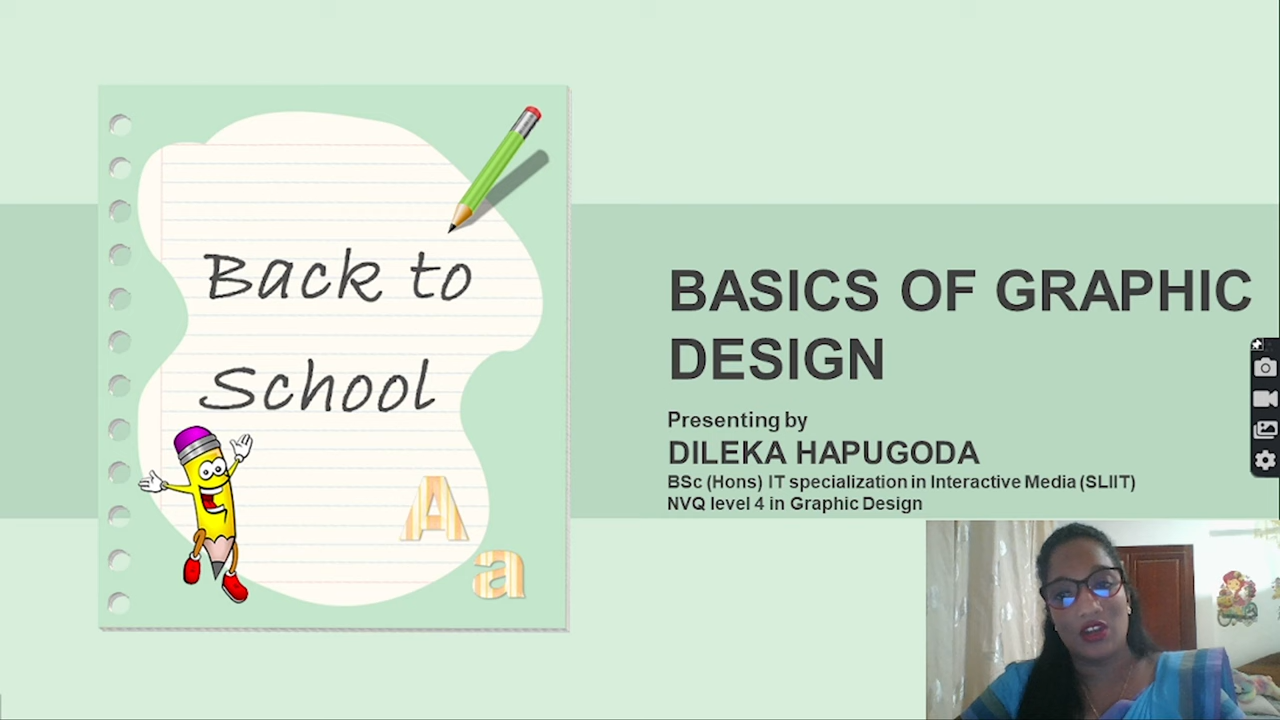 Back to
School
A
a
BASICS OF GRAPHIC
DESIGN
Presenting by
DILEKA HAPUGODA
BSc (Hons) IT specialization in Interactive Media (SLIIT)
NVQ level 4 in Graphic Design